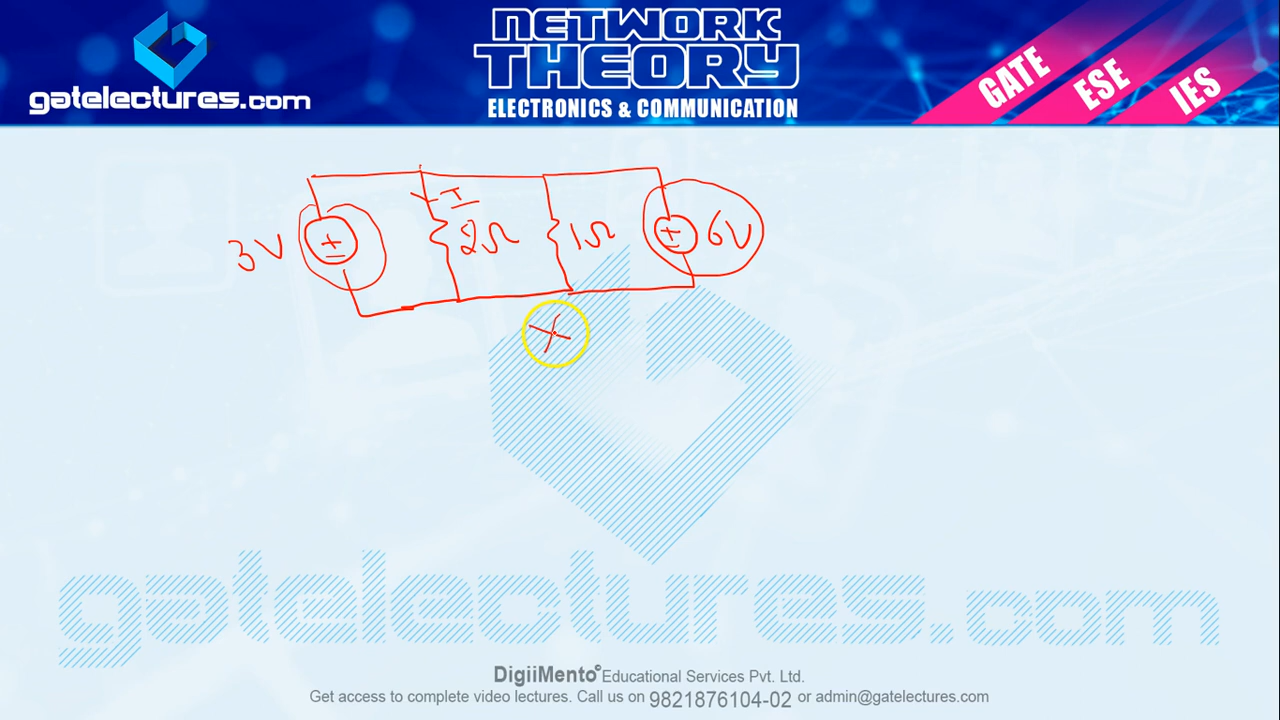 gatelectures.com
NETWORK
THEORY
ELECTRONICS & COMMUNICATION
GATE
ESE
IES
I
3V
2Ω
1Ω
6V
X
gatelectures.com
DigiiMento© Educational Services Pvt. Ltd.
Get access to complete video lectures. Call us on 9821876104-02 or admin@gatelectures.com